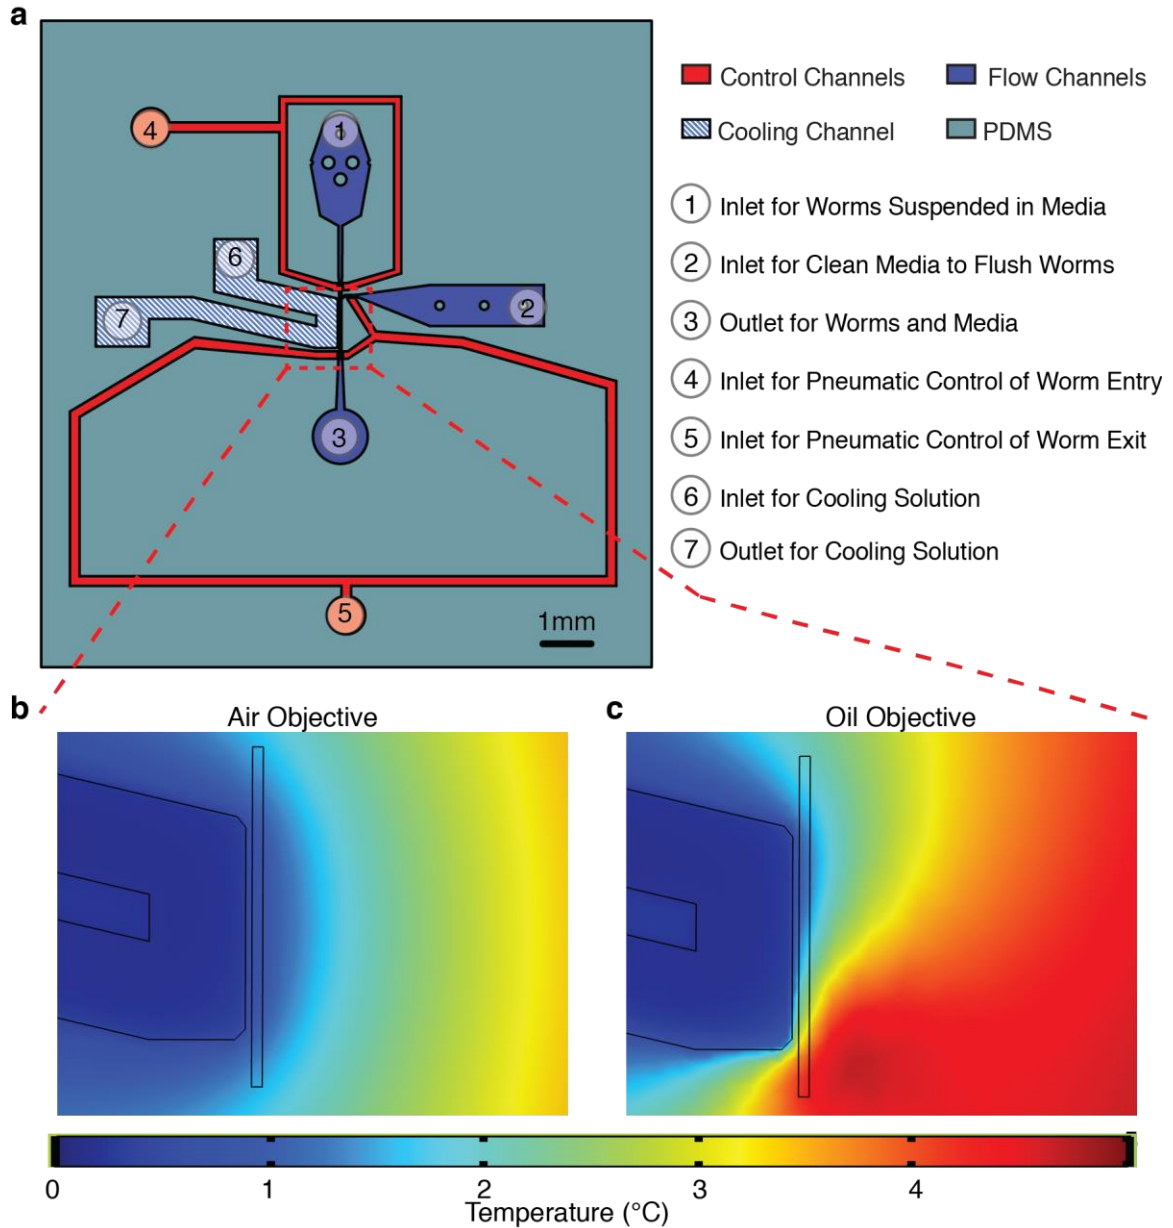 a
Control Channels
Flow Channels
Cooling Channel
PDMS
1 Inlet for Worms Suspended in Media
2 Inlet for Clean Media to Flush Worms
3 Outlet for Worms and Media
4 Inlet for Pneumatic Control of Worm Entry
5 Inlet for Pneumatic Control of Worm Exit
6 Inlet for Cooling Solution
7 Outlet for Cooling Solution
4
1
6
7
2
3
5
1mm
b
Air Objective
c
Oil Objective
0 1 2 3 4
Temperature (°C)